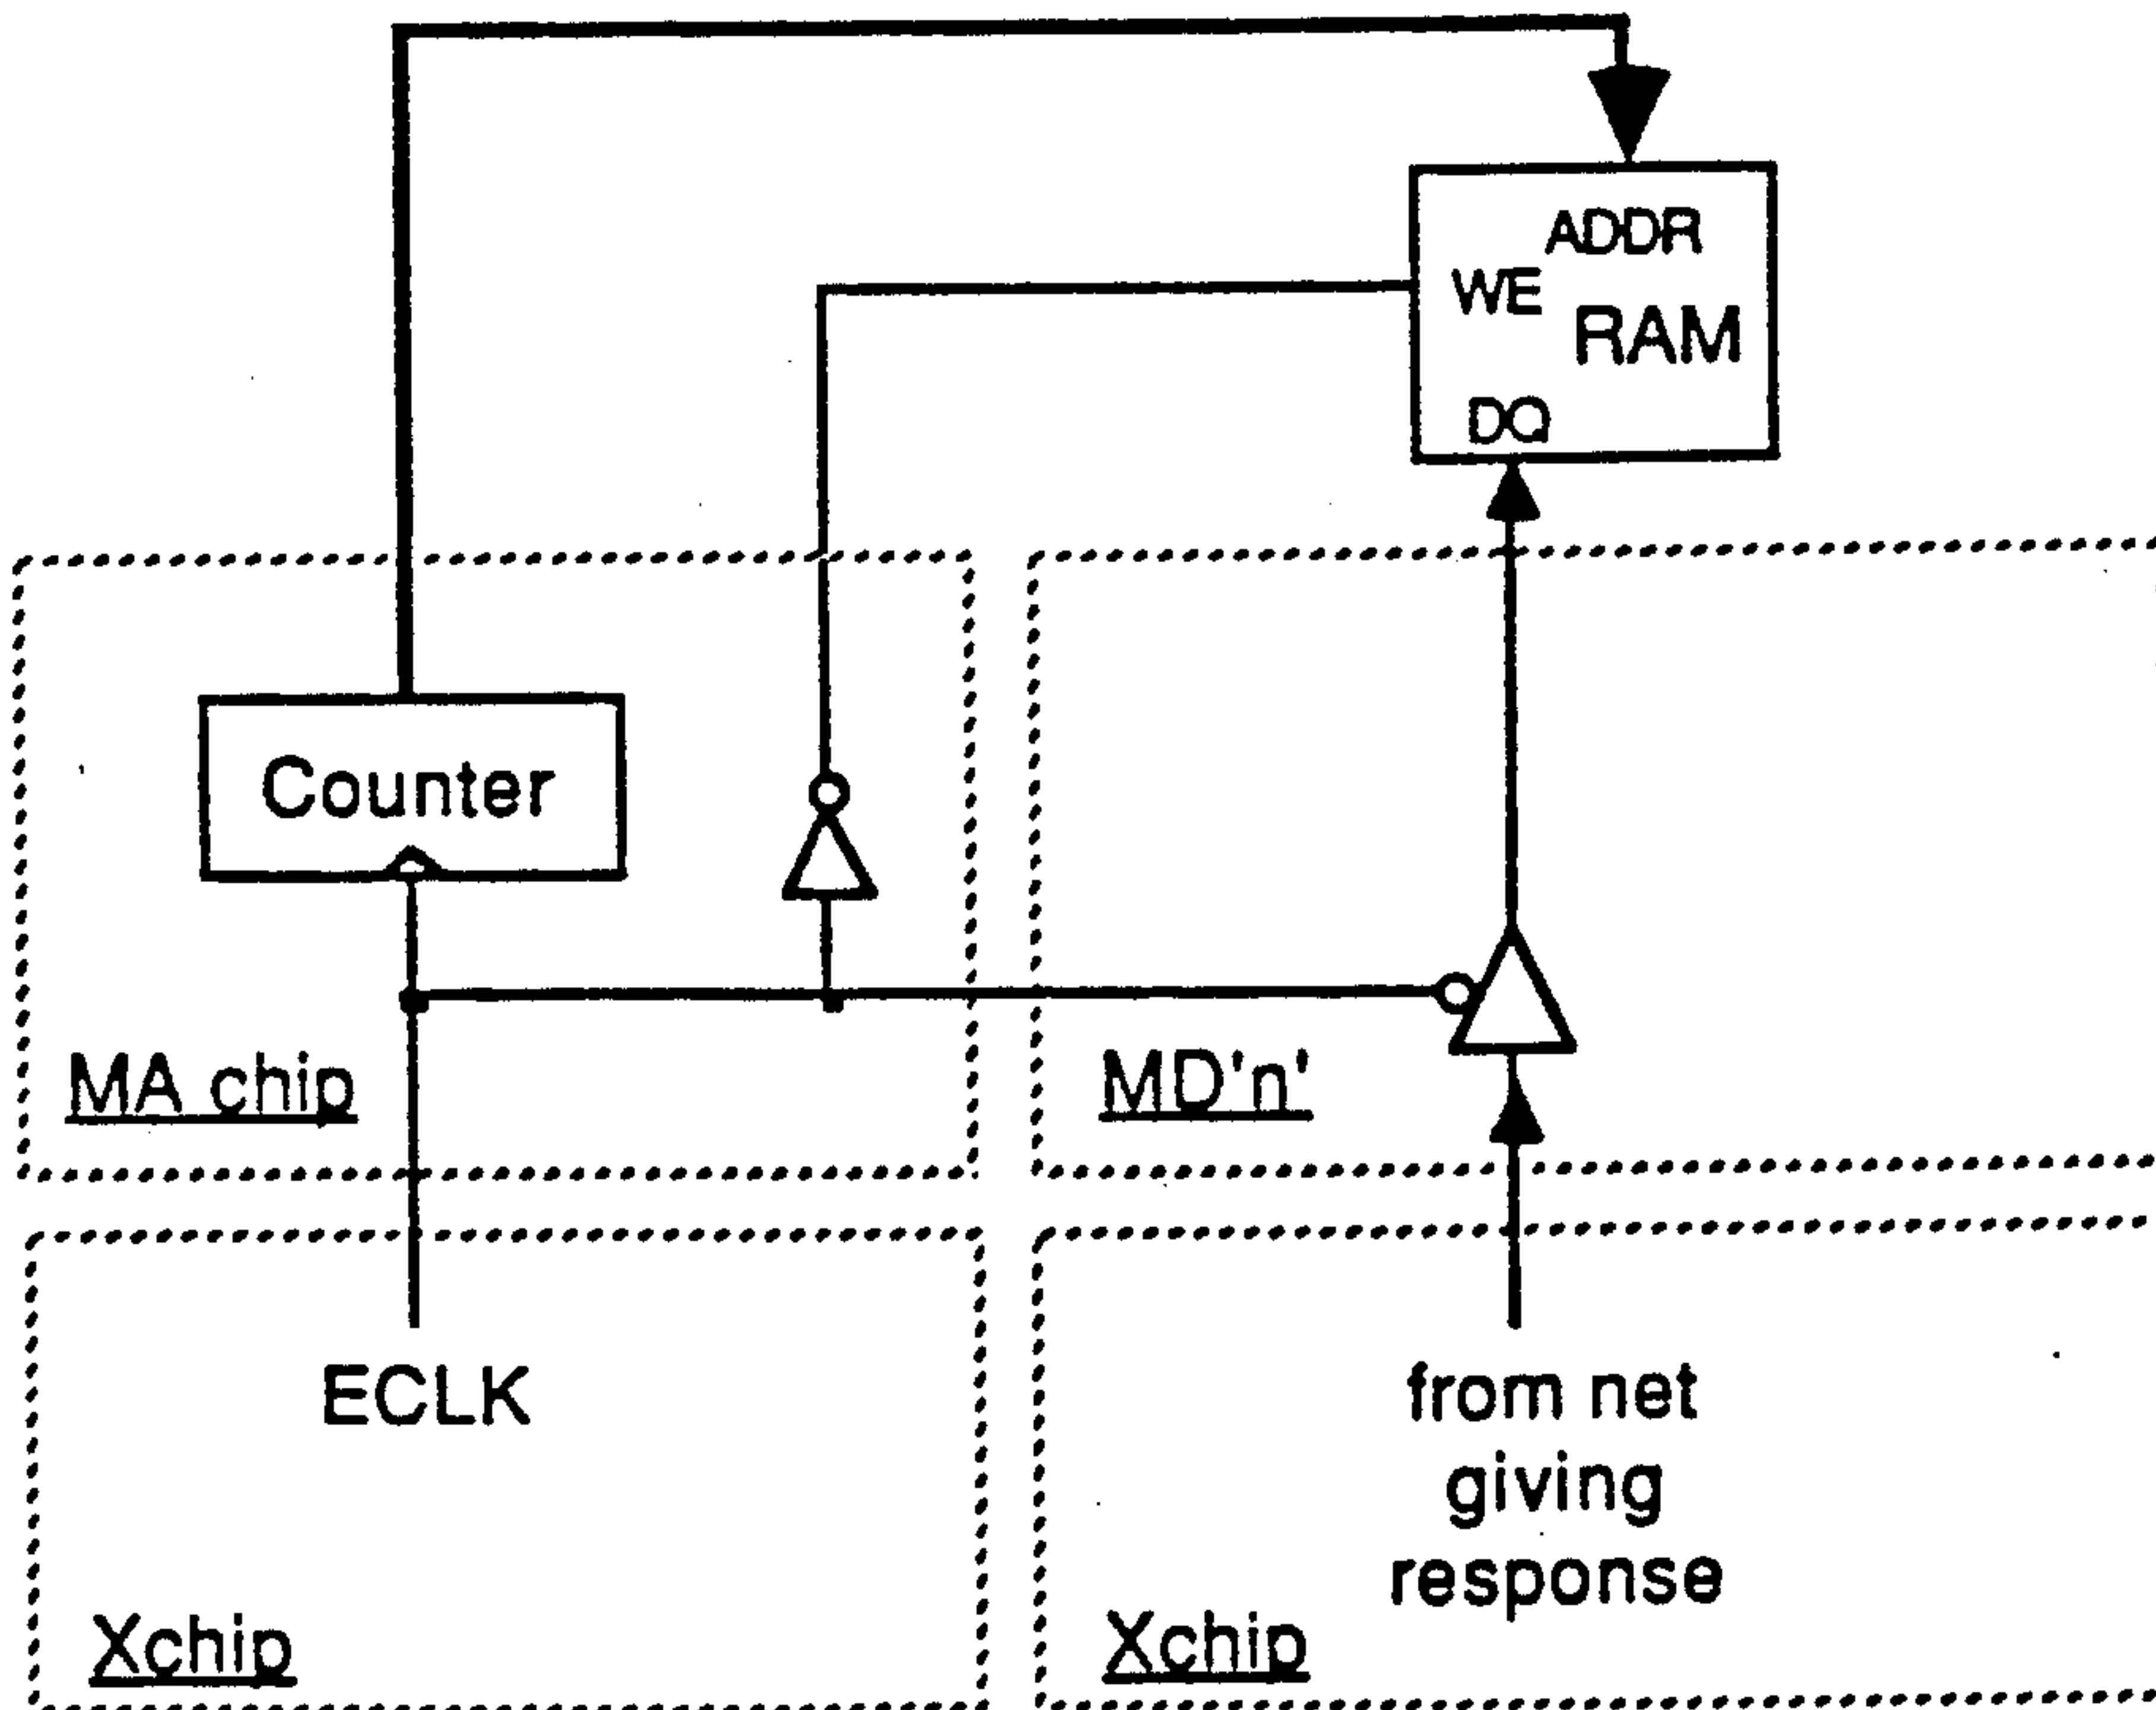 ADDR
WE
RAM
DQ
Counter
MA chip
MD'n'
ECLK
from net
giving
response
Xchip
Xchip